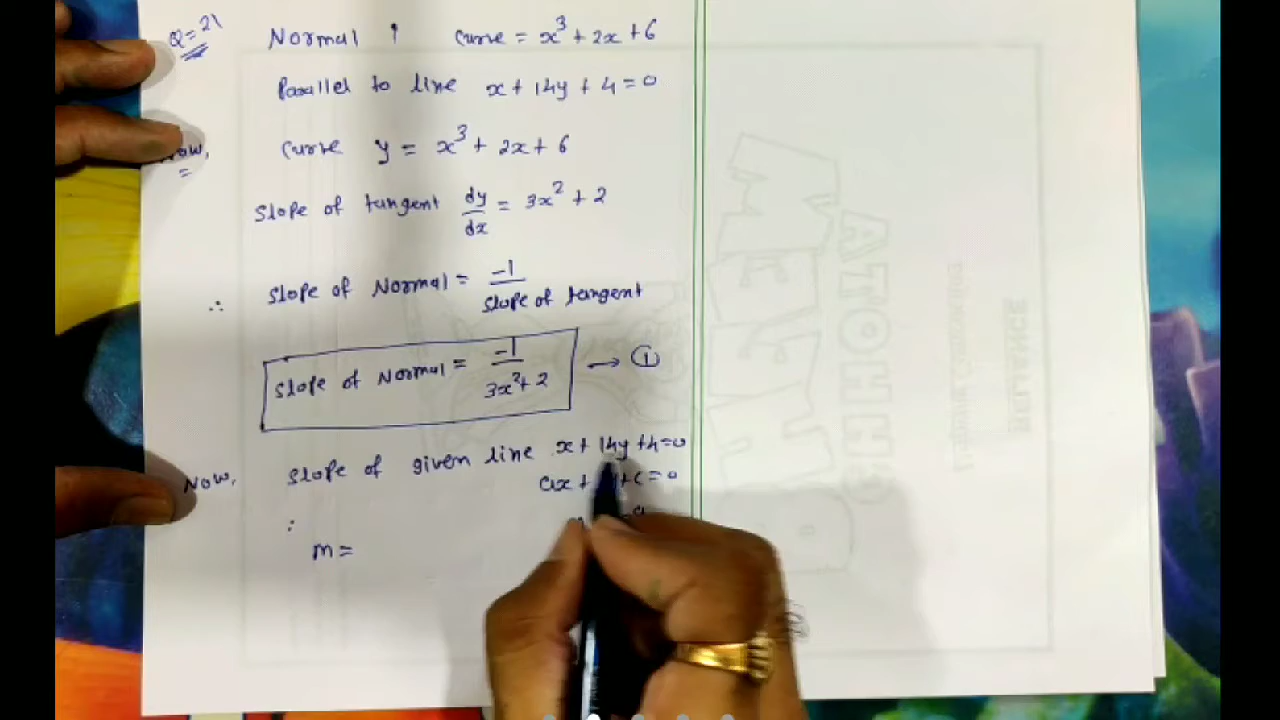 Q=21
Normal ? Curve = x³ + 2x + 6
Parallel to line x + 14y + 4 = 0
Now, Curve y = x³ + 2x + 6
Slope of tangent dy/dx = 3x² + 2
∴ Slope of Normal = -1/Slope of tangent
Slope of Normal = -1/3x²+2 → ①
Now, Slope of given line x + 14y + 4 = 0
ax + +c = 0
:
m =